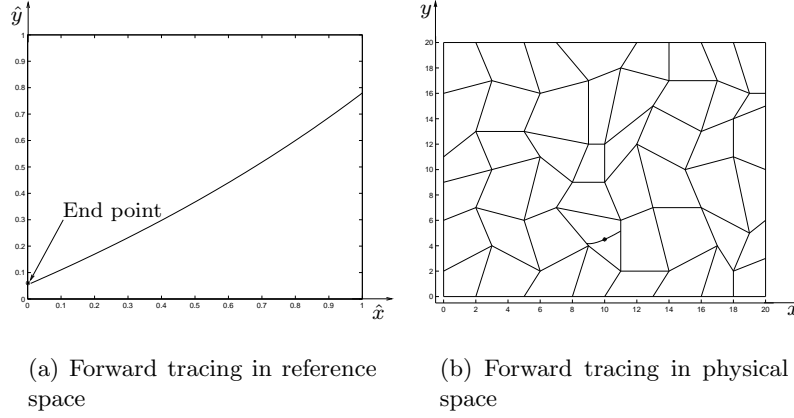 ŷ
1
0.9
0.8
0.7
0.6
0.5
0.4
0.3
0.2
0.1
0
End point
0 0.1 0.2 0.3 0.4 0.5 0.6 0.7 0.8 0.9 1
x̂
y
20
18
16
14
12
10
8
6
4
2
0
0 2 4 6 8 10 12 14 16 18 20
x
(a) Forward tracing in reference
space
(b) Forward tracing in physical
space